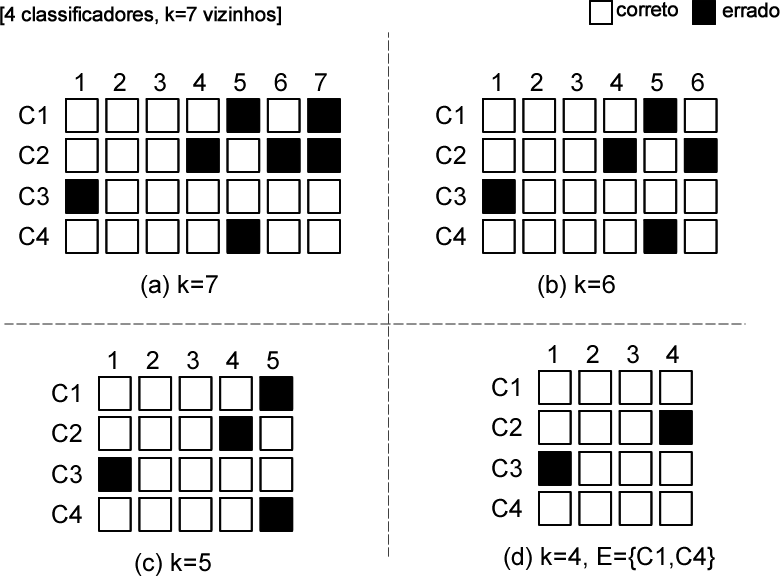 [4 classificadores, k=7 vizinhos]
correto errado
1 2 3 4 5 6 7
C1
C2
C3
C4
(a) k=7
1 2 3 4 5 6
C1
C2
C3
C4
(b) k=6
1 2 3 4 5
C1
C2
C3
C4
(c) k=5
1 2 3 4
C1
C2
C3
C4
(d) k=4, E={C1,C4}